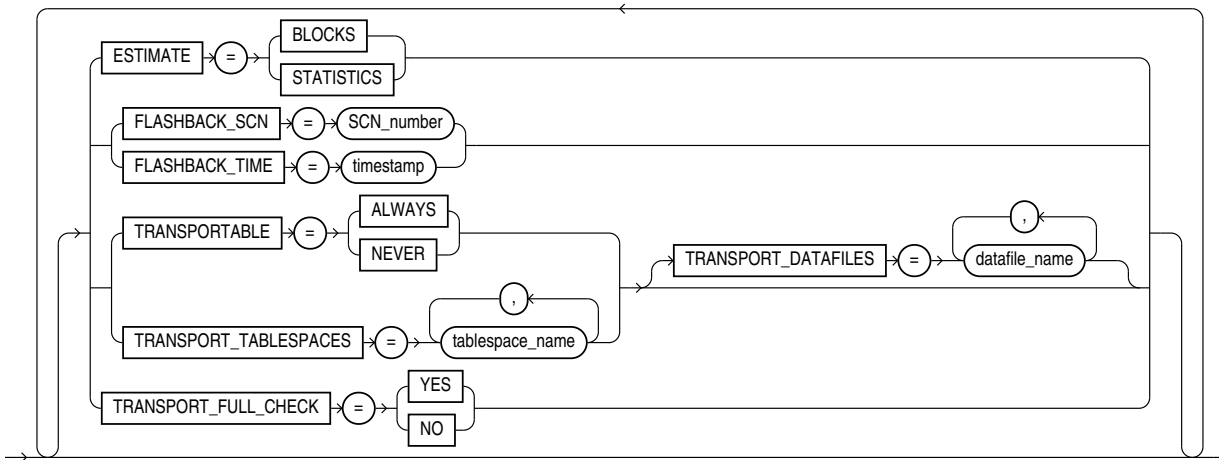 ESTIMATE = BLOCKS
STATISTICS
FLASHBACK_SCN = SCN_number
FLASHBACK_TIME = timestamp
TRANSPORTABLE = ALWAYS
NEVER
TRANSPORT_DATAFILES = , datafile_name
TRANSPORT_TABLESPACES = , tablespace_name
TRANSPORT_FULL_CHECK = YES
NO